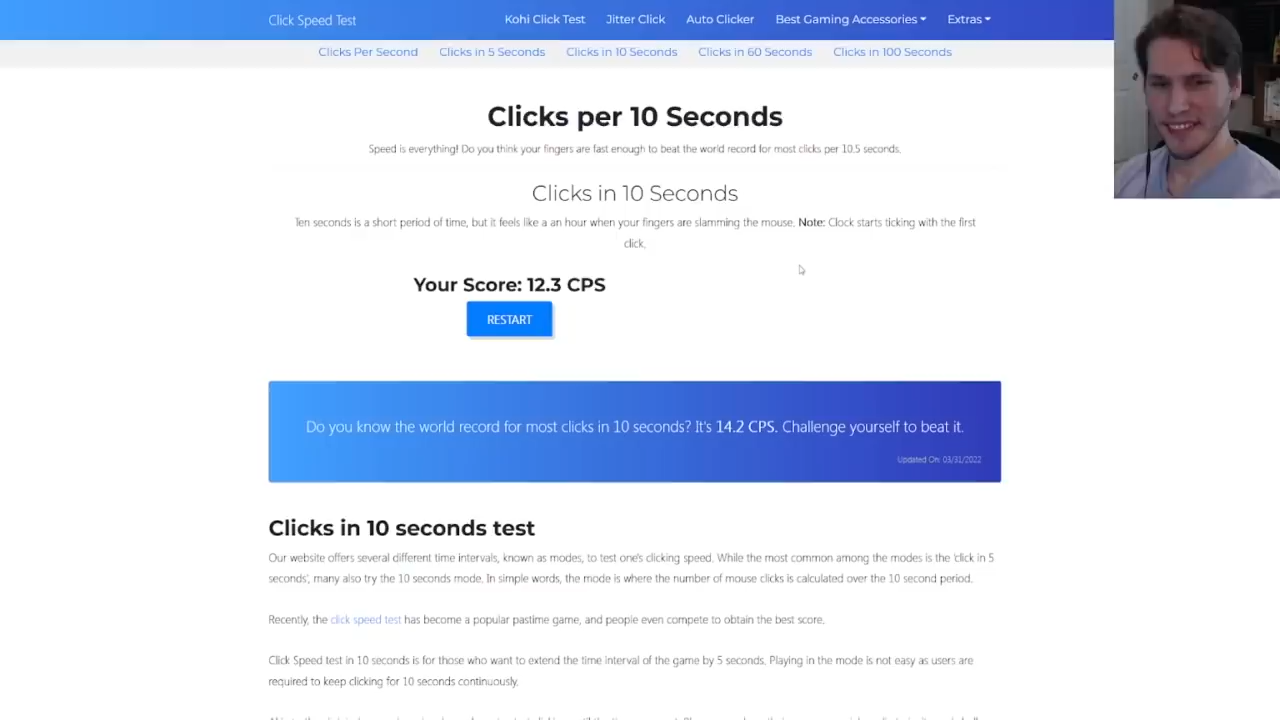 Click Speed Test
Kohi Click Test
Jitter Click
Auto Clicker
Best Gaming Accessories
Extras
Clicks Per Second
Clicks in 5 Seconds
Clicks in 10 Seconds
Clicks in 60 Seconds
Clicks in 100 Seconds
Clicks per 10 Seconds
Speed is everything! Do you think your fingers are fast enough to beat the world record for most clicks per 10.5 seconds.
Clicks in 10 Seconds
Ten seconds is a short period of time, but it feels like a an hour when your fingers are slamming the mouse. Note: Clock starts ticking with the first
click.
Your Score: 12.3 CPS
RESTART
Do you know the world record for most clicks in 10 seconds? It's 14.2 CPS. Challenge yourself to beat it.
Updated On: 03/31/2022
Clicks in 10 seconds test
Our website offers several different time intervals, known as modes, to test one's clicking speed. While the most common among the modes is the 'click in 5
seconds', many also try the 10 seconds mode. In simple words, the mode is where the number of mouse clicks is calculated over the 10 second period.
Recently, the click speed test has become a popular pastime game, and people even compete to obtain the best score.
Click Speed test in 10 seconds is for those who want to extend the time interval of the game by 5 seconds. Playing in the mode is not easy as users are
required to keep clicking for 10 seconds continuously.